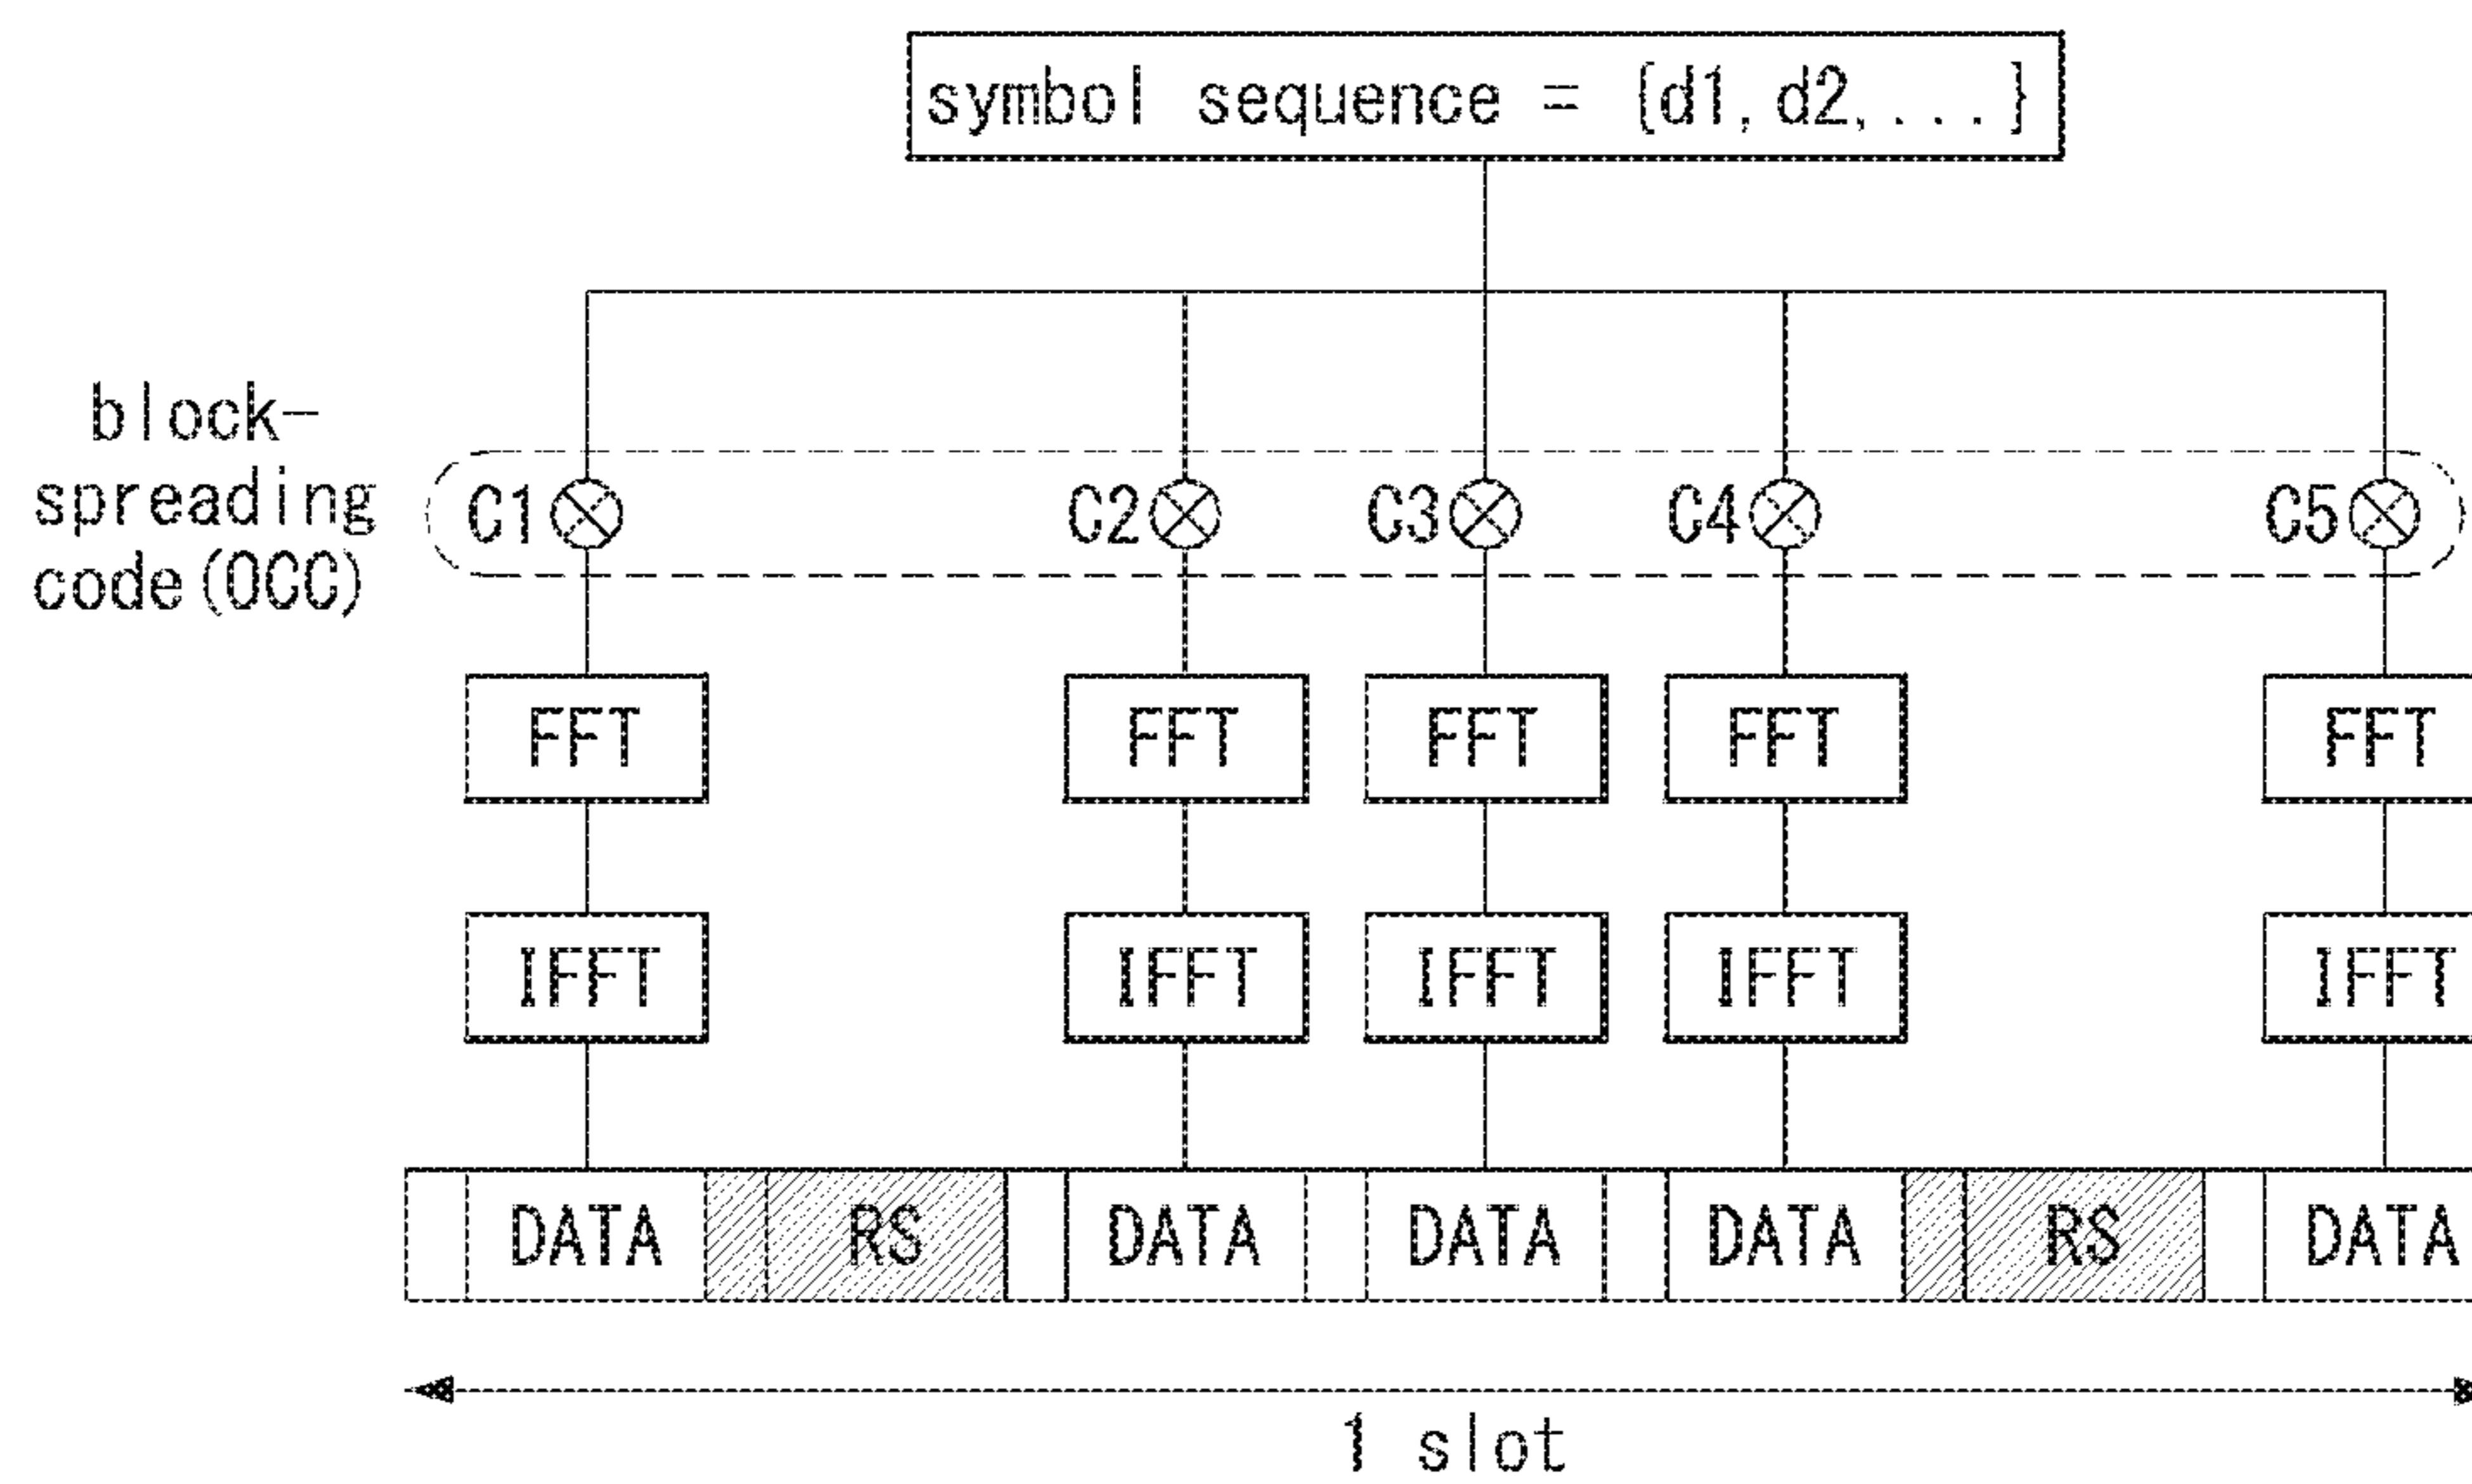 symbol sequence = {d1, d2, ... }
block-
spreading
code(OCC)
C1 C2 C3 C4 C5
FFT FFT FFT FFT FFT
IFFT IFFT IFFT IFFT IFFT
DATA RS DATA DATA DATA RS DATA
1 slot